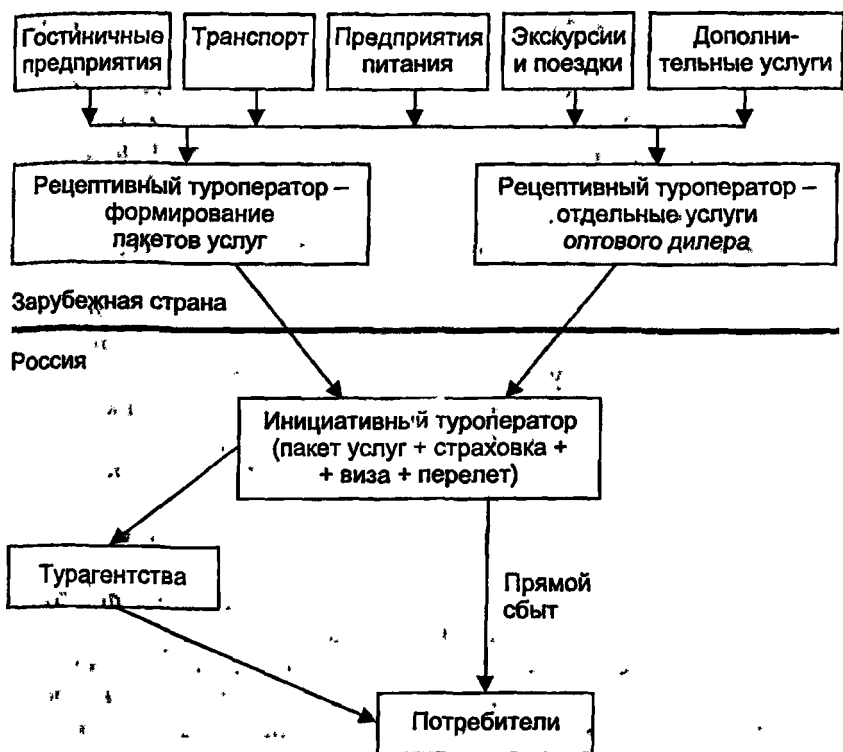 Гостиничные
предприятия
Транспорт
Предприятия
питания
Экскурсии
и поездки
Дополни-
тельные услуги
Рецептивный туроператор –
формирование
пакетов услуг
Рецептивный туроператор –
отдельные услуги
оптового дилера
Зарубежная страна
Россия
Инициативный туроператор
(пакет услуг + страховка +
+ виза + перелет)
Турагентства
Прямой
сбыт
Потребители